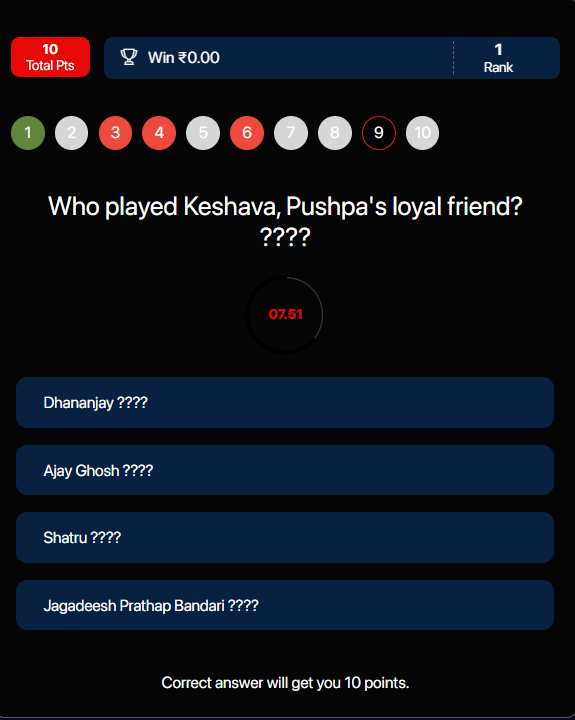 10
Total Pts
Win ₹0.00
1
Rank
1 2 3 4 5 6 7 8 9 10
Who played Keshava, Pushpa's loyal friend?
????
07.51
Dhananjay ????
Ajay Ghosh ????
Shatru ????
Jagadeesh Prathap Bandari ????
Correct answer will get you 10 points.